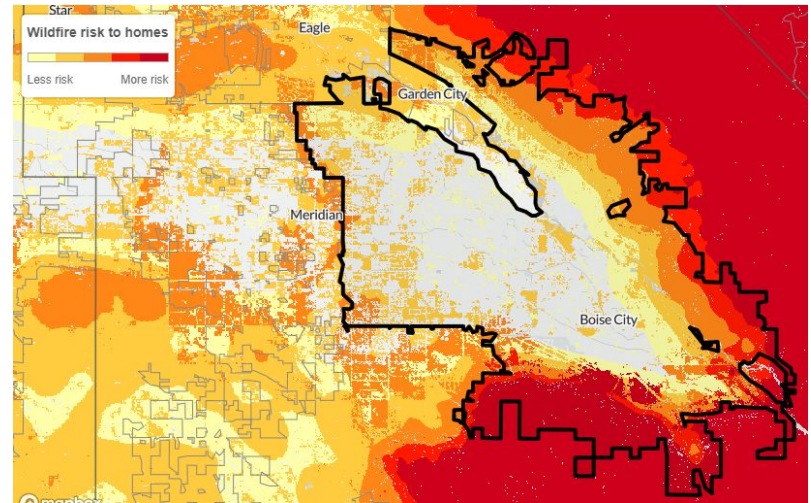 Star
Wildfire risk to homes
Less risk
More risk
Eagle
Garden City
Meridian
Boise City
mapbox